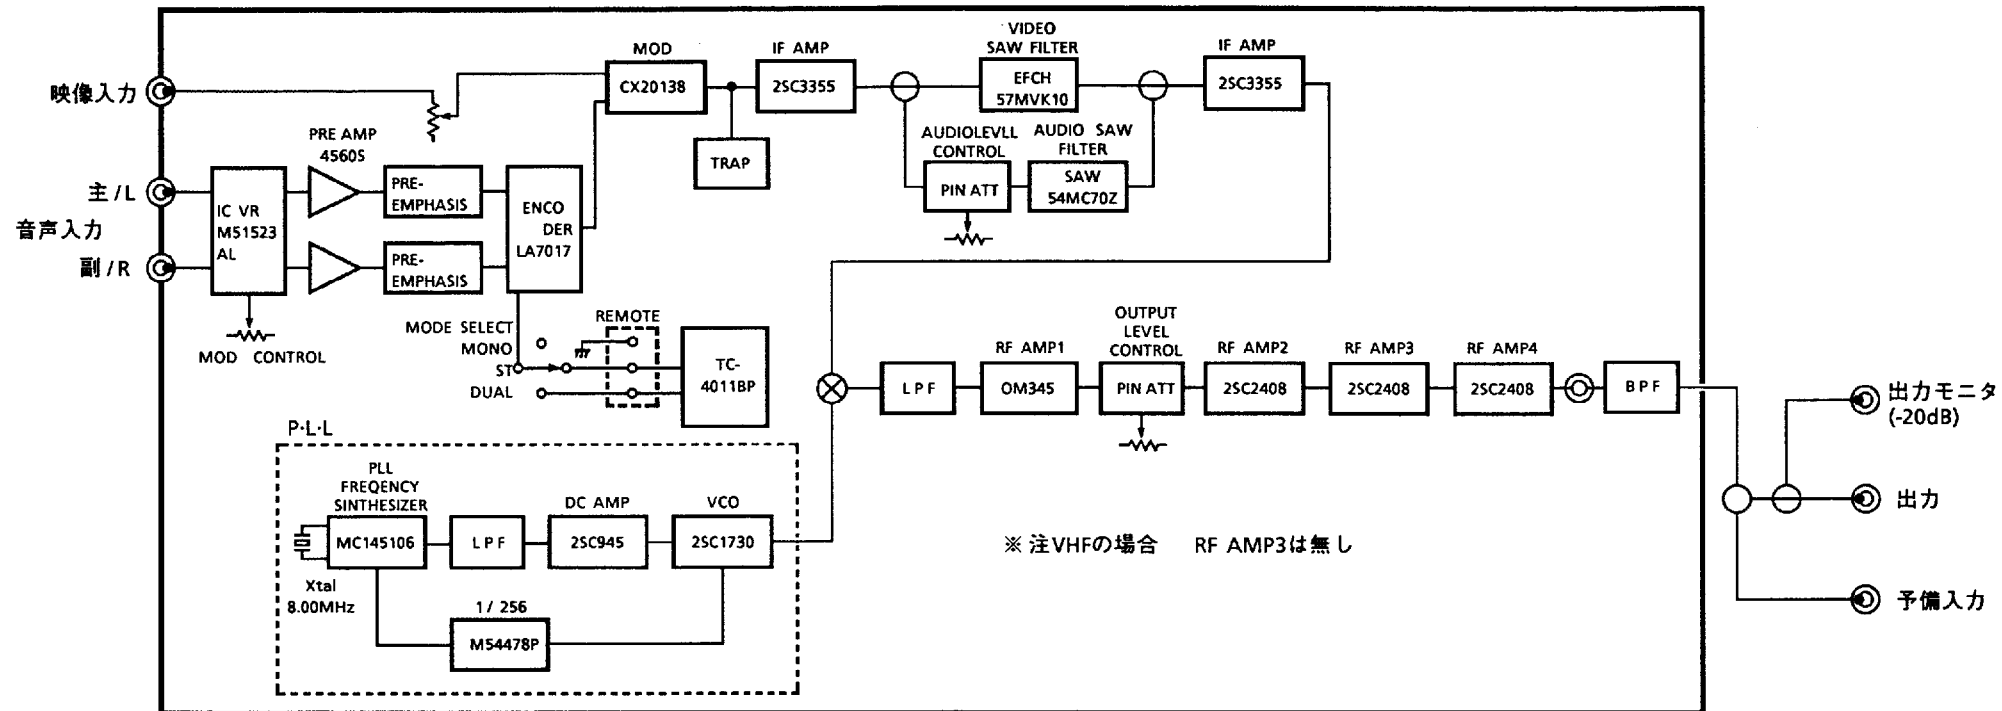 VIDEO
SAW FILTER
MOD
IF AMP
IF AMP
映像入力
CX20138
2SC3355
EFCH
57MVK10
2SC3355
PRE AMP
4560S
TRAP
AUDIOLEVLL
CONTROL
AUDIO SAW
FILTER
主/L
PIN ATT
SAW
54MC70Z
音声入力
IC VR
M51523
AL
PRE-
EMPHASIS
ENCO
DER
LA7017
副/R
PRE-
EMPHASIS
MOD CONTROL
MODE SELECT
MONO
ST
DUAL
REMOTE
TC-
4011BP
OUTPUT
LEVEL
CONTROL
RF AMP1
RF AMP2
RF AMP3
RF AMP4
LPF
OM345
PIN ATT
2SC2408
2SC2408
2SC2408
BPF
出力モニタ
(-20dB)
P·L·L
PLL
FREQENCY
SINTHESIZER
DC AMP
VCO
出力
MC145106
LPF
2SC945
2SC1730
※注VHFの場合 RF AMP3は無し
Xtal
8.00MHz
1/256
M54478P
予備入力